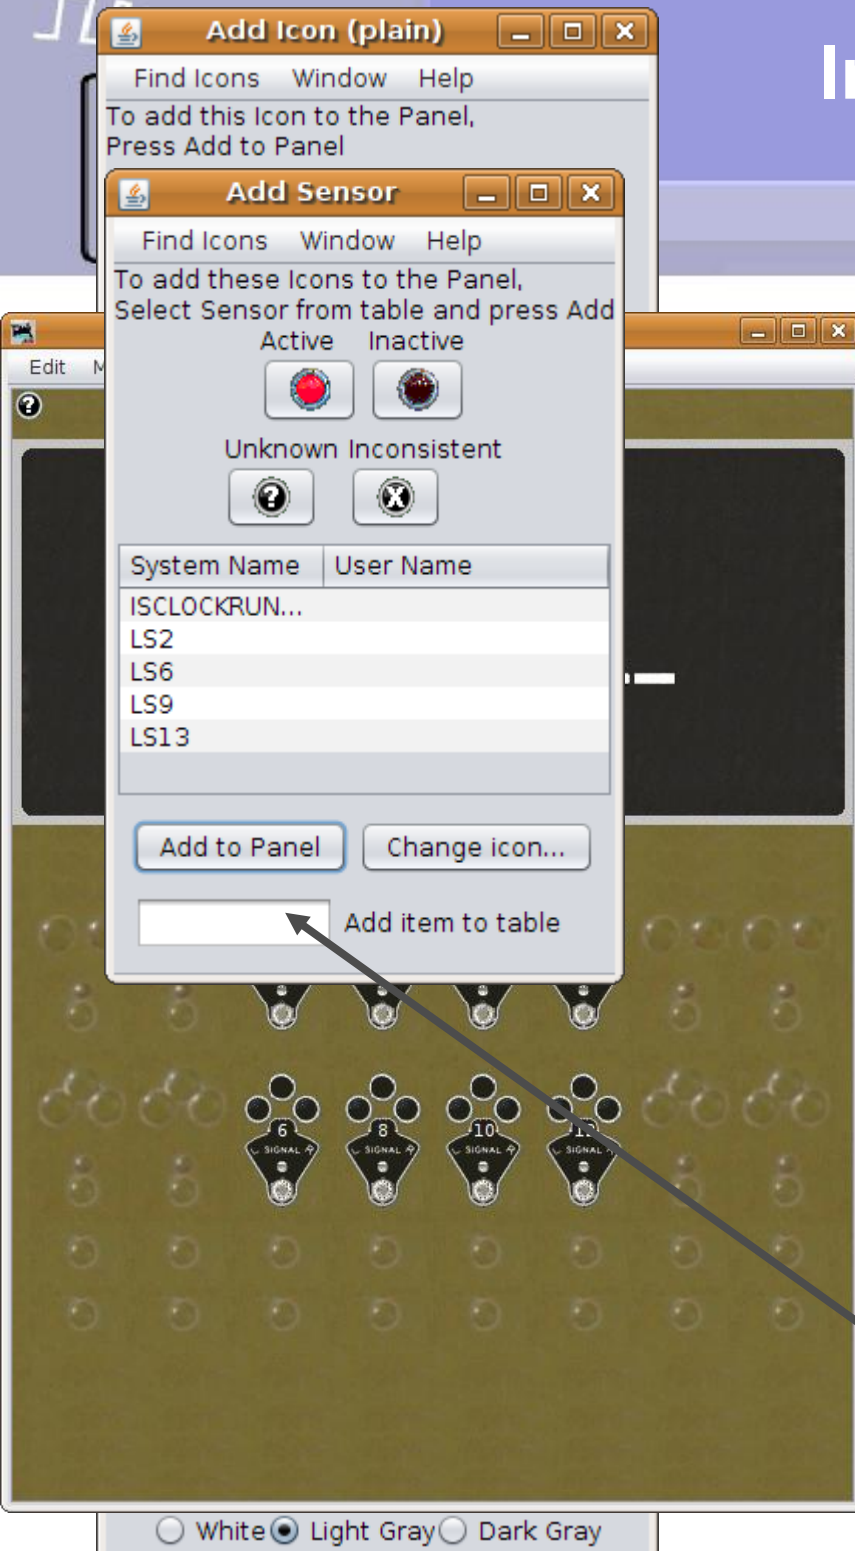 Add Icon (plain)
Find Icons Window Help
To add this Icon to the Panel,
Press Add to Panel
Add Sensor
Find Icons Window Help
To add these Icons to the Panel,
Select Sensor from table and press Add
Active Inactive
Edit
Unknown Inconsistent
? X
System Name User Name
ISCLOCKRUN...
LS2
LS6
LS9
LS13
Add to Panel Change icon...
Add item to table
6 8 10
L SIGNAL R L SIGNAL R L SIGNAL R L SIGNAL R
White Light Gray Dark Gray